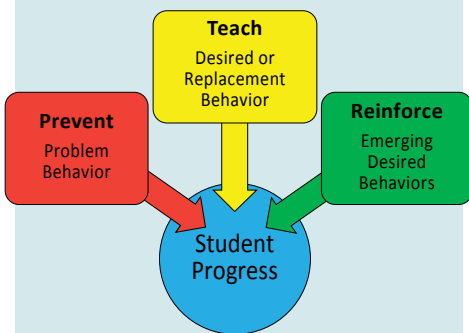 Teach
Desired or
Replacement
Behavior
Prevent
Problem
Behavior
Reinforce
Emerging
Desired
Behaviors
Student
Progress